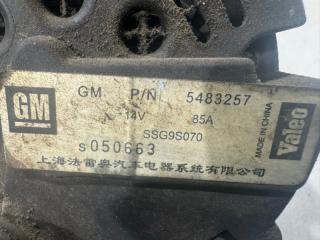 GM
GM P/N 5483257
14V 85A
SSG9S070
S050663
上海法雷奥汽车电器系统有限公司
MADE IN CHINA
Valeo